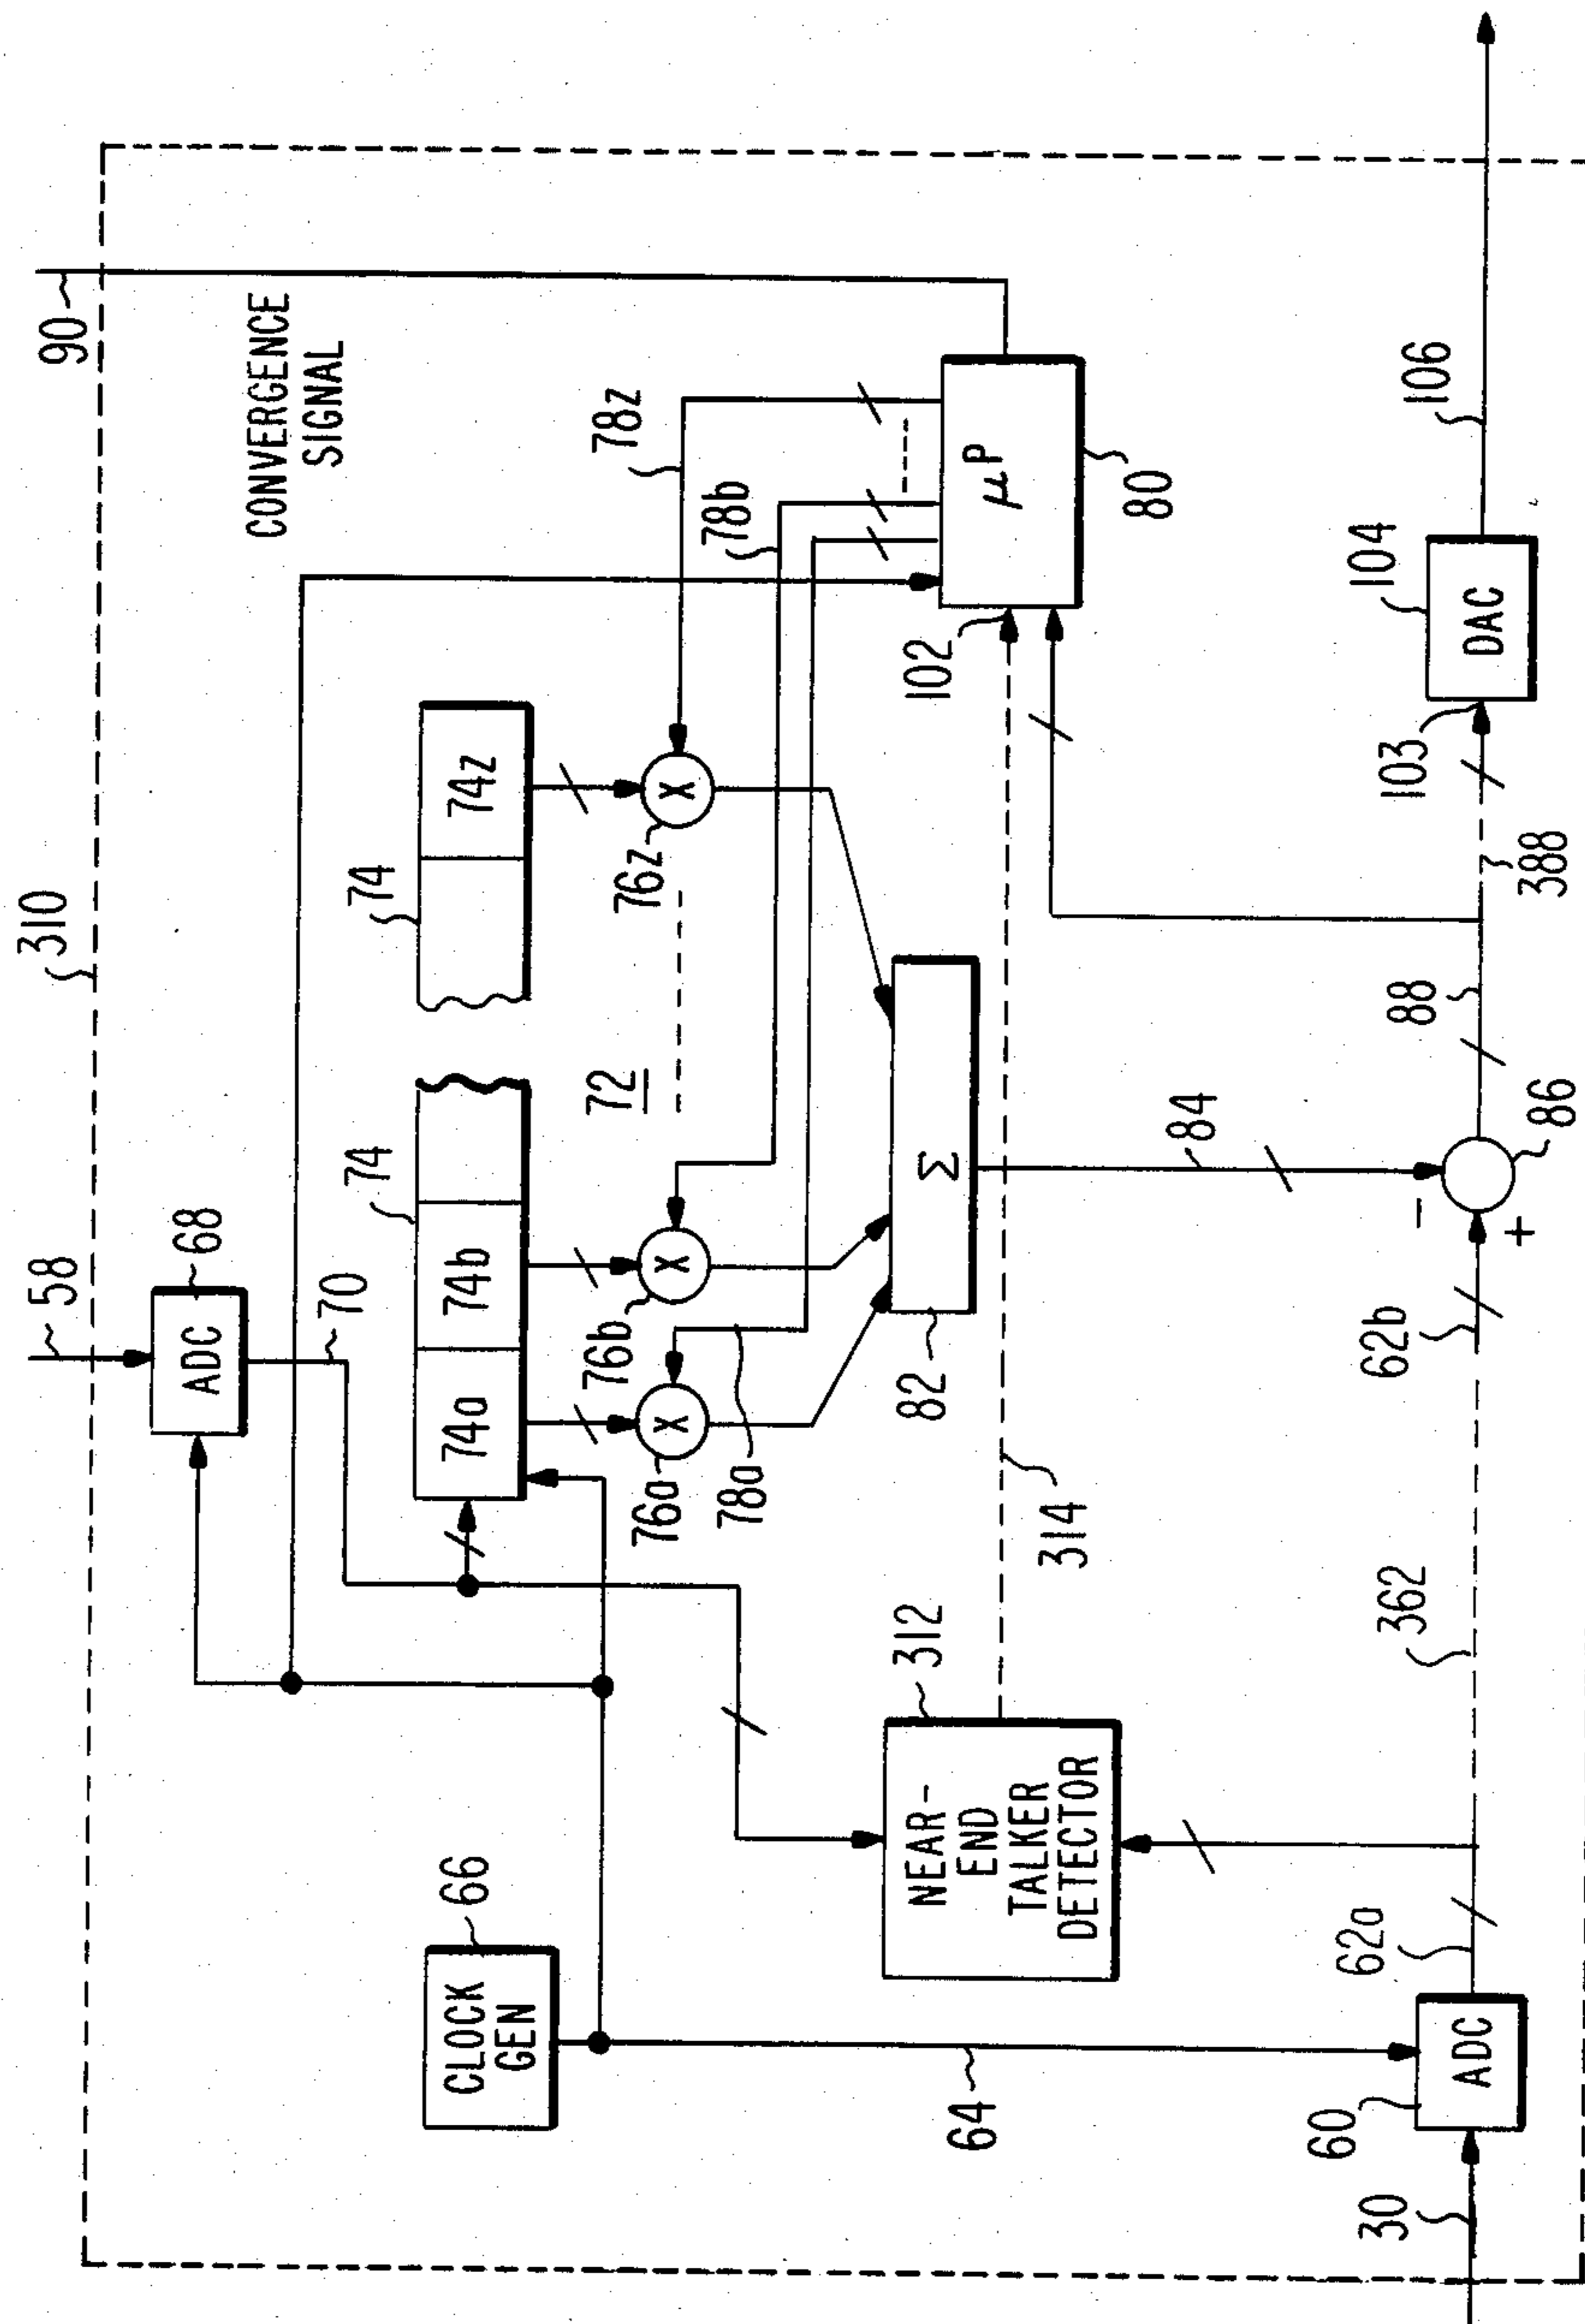 310
58
90
ADC
68
70
CONVERGENCE
SIGNAL
CLOCK
GEN
66
74a
74b
74
74
74z
76a
X
76b
X
72
76z
X
78a
78b
78z
64
NEAR-
END
TALKER
DETECTOR
312
314
82
Σ
84
102
μP
80
30
60
ADC
62a
362
62b
+
-
86
88
388
103
DAC
104
106